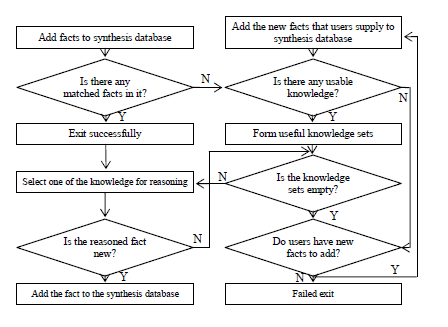 Add facts to synthesis database
Add the new facts that users supply to
synthesis database
Is there any
matched facts in it?
N
Is there any usable
knowledge?
N
Y
Y
Exit successfully
Form useful knowledge sets
Select one of the knowledge for reasoning
N
Is the knowledge
sets empty?
Y
Is the reasoned fact
new?
N
Do users have new
facts to add?
Y
Y
N
Add the fact to the synthesis database
Failed exit